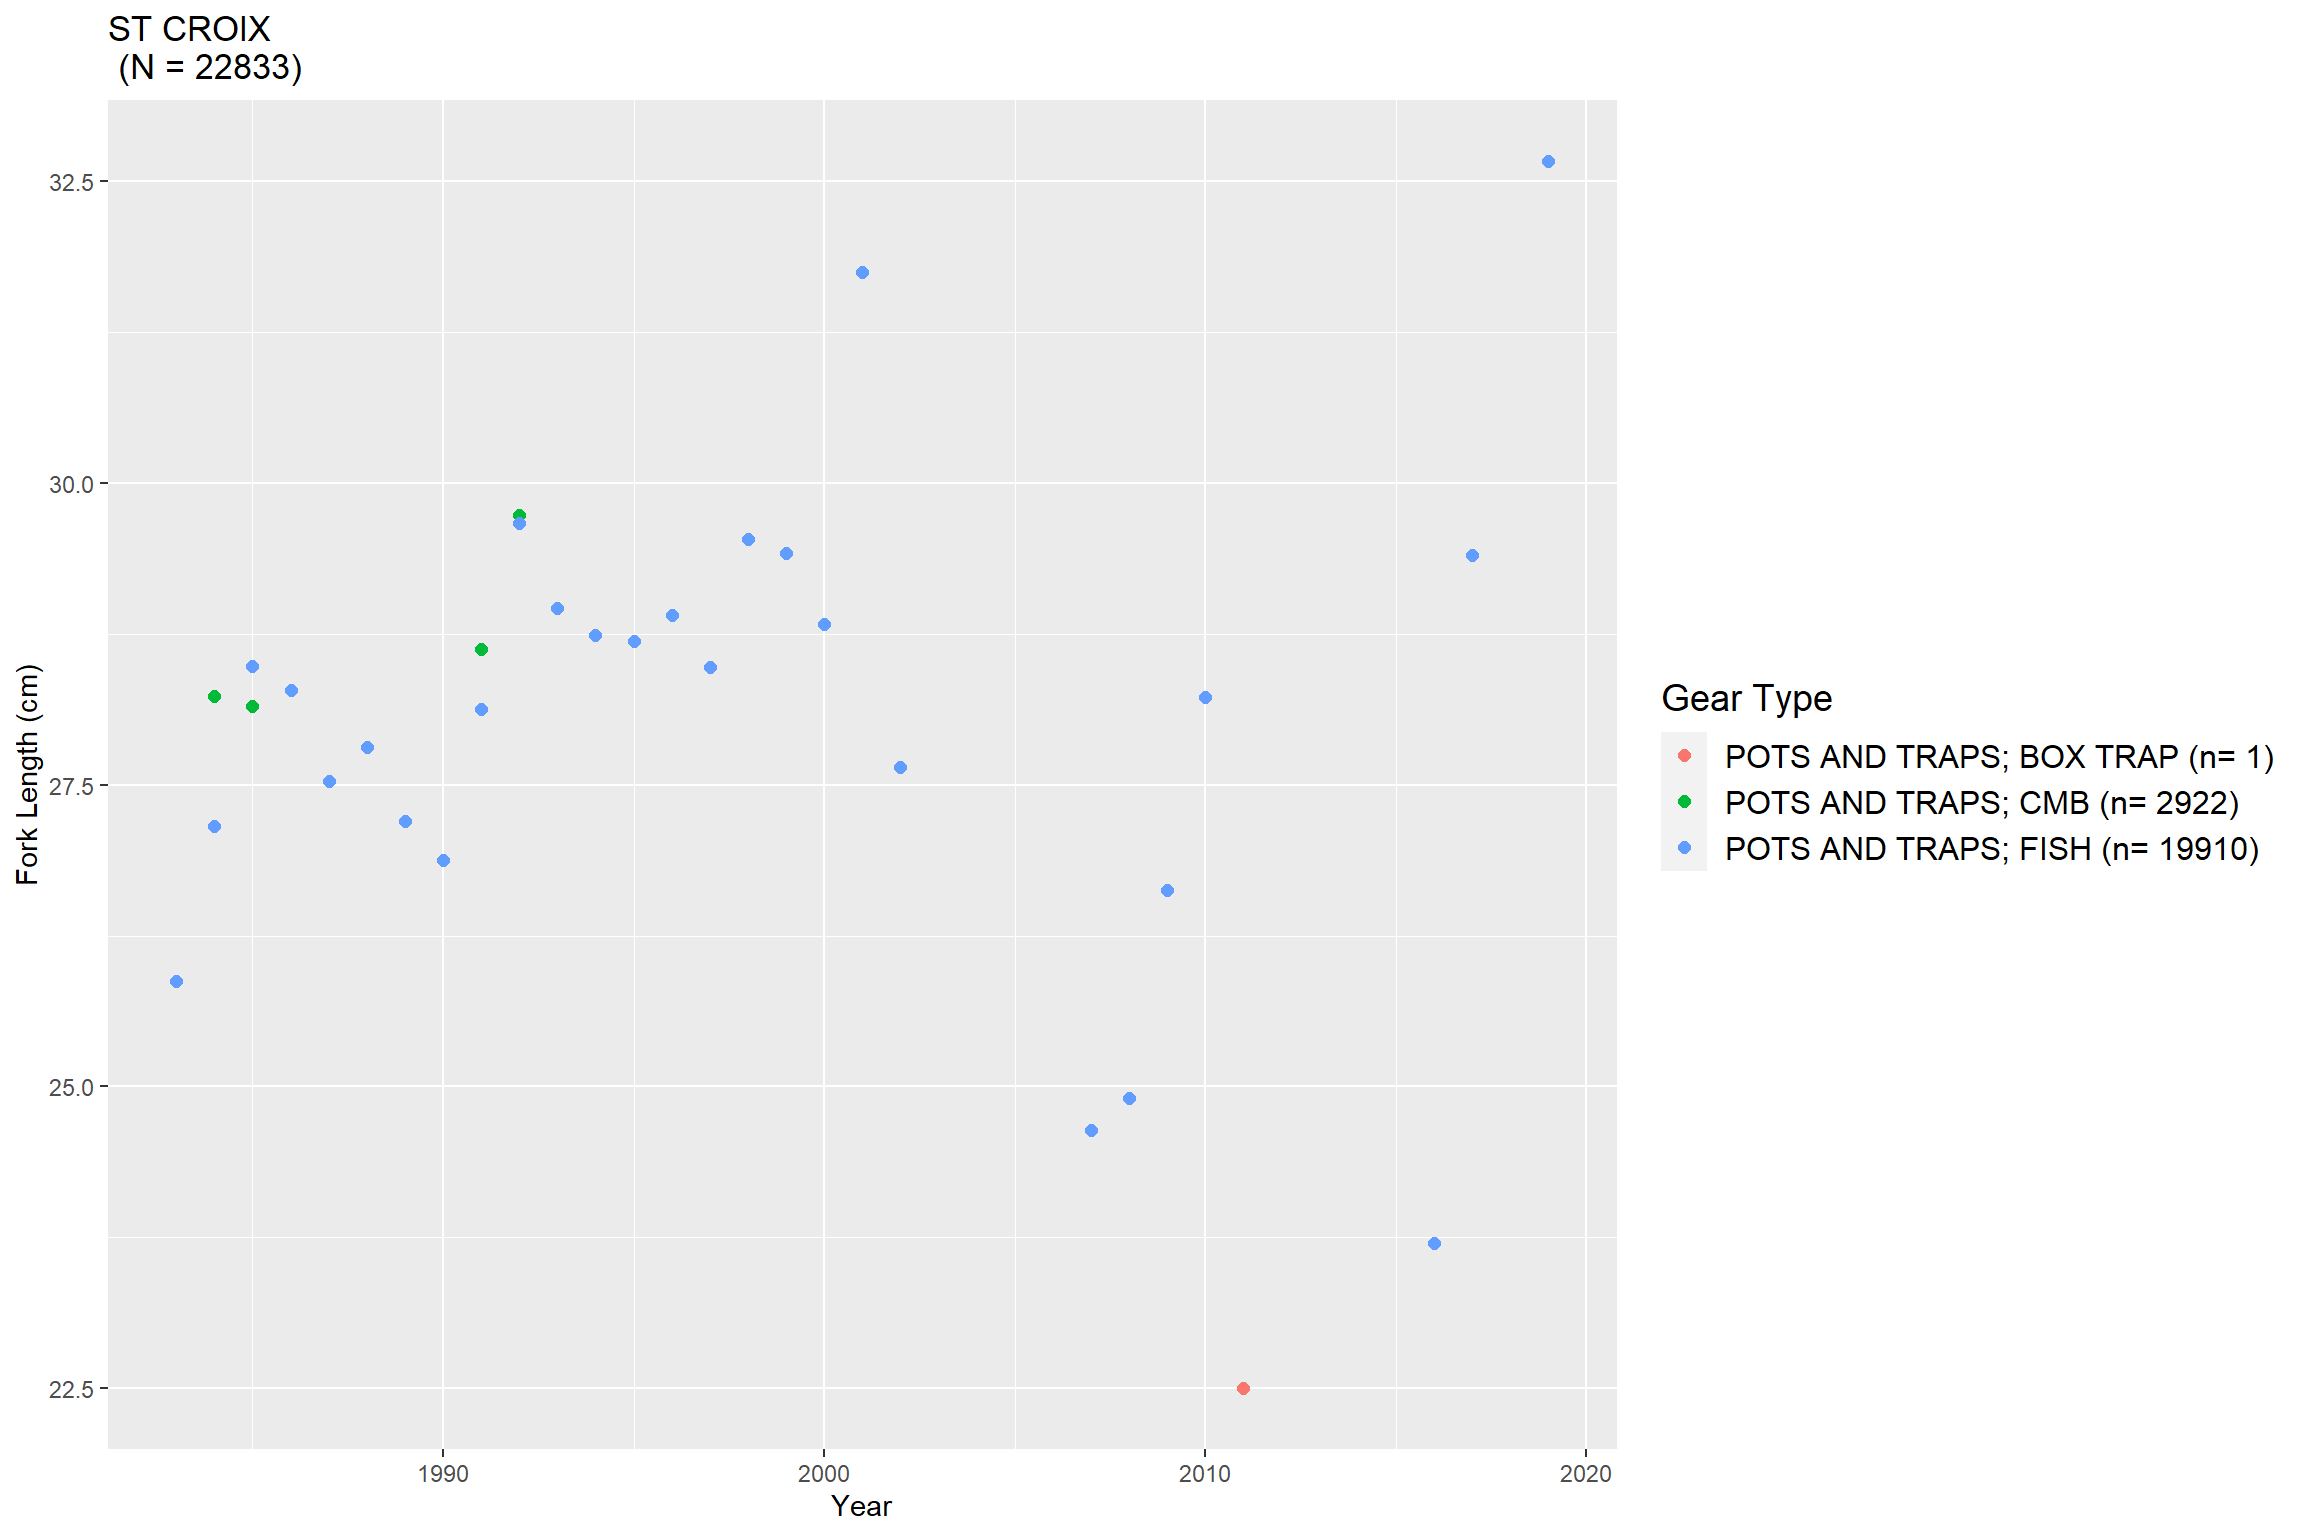 ST CROIX
(N = 22833)
32.5
30.0
27.5
25.0
22.5
Fork Length (cm)
1990
2000
2010
2020
Year
Gear Type
POTS AND TRAPS; BOX TRAP (n= 1)
POTS AND TRAPS; CMB (n= 2922)
POTS AND TRAPS; FISH (n= 19910)